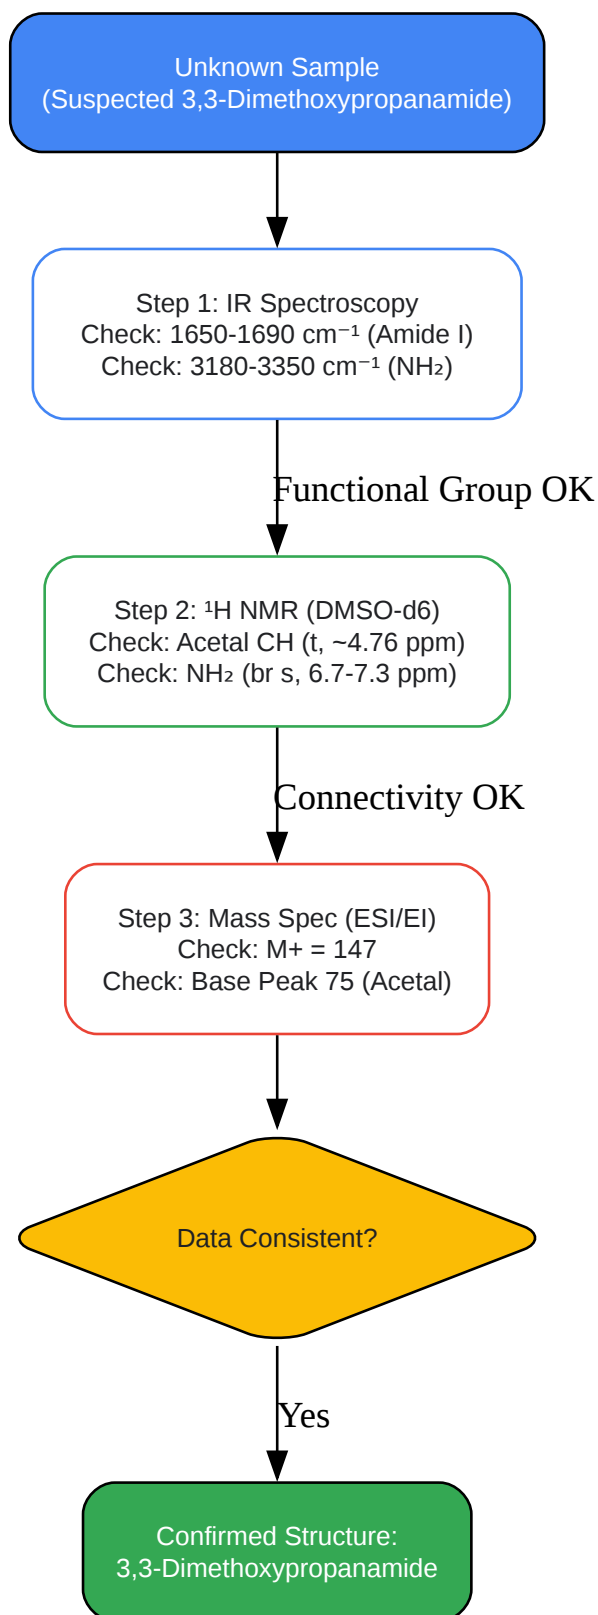 Unknown Sample
(Suspected 3,3-Dimethoxypropanamide)
Step 1: IR Spectroscopy
Check: 1650-1690 cm⁻¹ (Amide I)
Check: 3180-3350 cm⁻¹ (NH₂)
Functional Group OK
Step 2: ¹H NMR (DMSO-d6)
Check: Acetal CH (t, ~4.76 ppm)
Check: NH₂ (br s, 6.7-7.3 ppm)
Connectivity OK
Step 3: Mass Spec (ESI/EI)
Check: M+ = 147
Check: Base Peak 75 (Acetal)
Data Consistent?
Yes
Confirmed Structure:
3,3-Dimethoxypropanamide